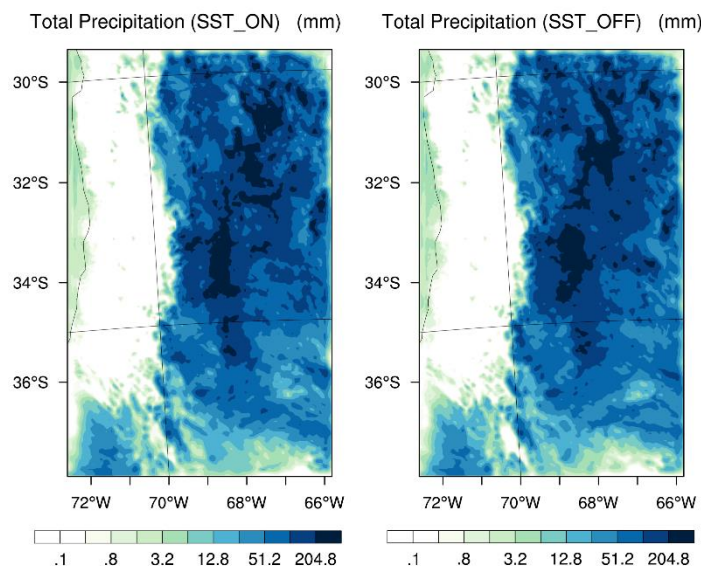 Total Precipitation (SST_ON) (mm)
30°S
32°S
34°S
36°S
72°W 70°W 68°W 66°W
.1 .8 3.2 12.8 51.2 204.8
Total Precipitation (SST_OFF) (mm)
30°S
32°S
34°S
36°S
72°W 70°W 68°W 66°W
.1 .8 3.2 12.8 51.2 204.8